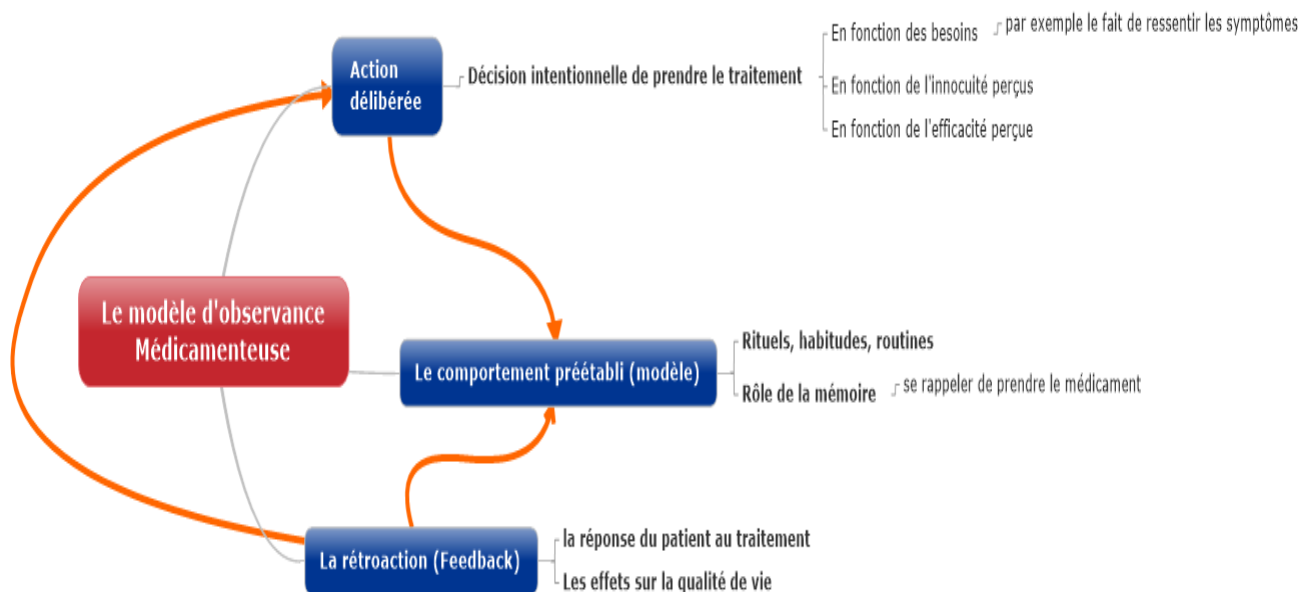 Action
délibérée
Décision intentionnelle de prendre le traitement
En fonction des besoins
par exemple le fait de ressentir les symptômes
En fonction de l'innocuité perçus
En fonction de l'efficacité perçue
Le modèle d'observance
Médicamenteuse
Le comportement préétabli (modèle)
Rituels, habitudes, routines
Rôle de la mémoire
se rappeler de prendre le médicament
La rétroaction (Feedback)
la réponse du patient au traitement
Les effets sur la qualité de vie